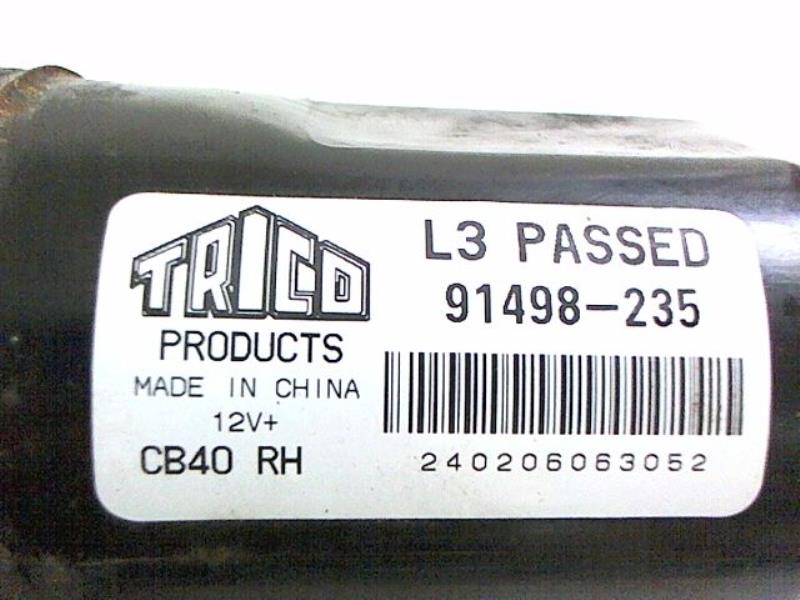 TRICO
PRODUCTS
MADE IN CHINA
12V+
CB40 RH
L3 PASSED
91498-235
240206063052